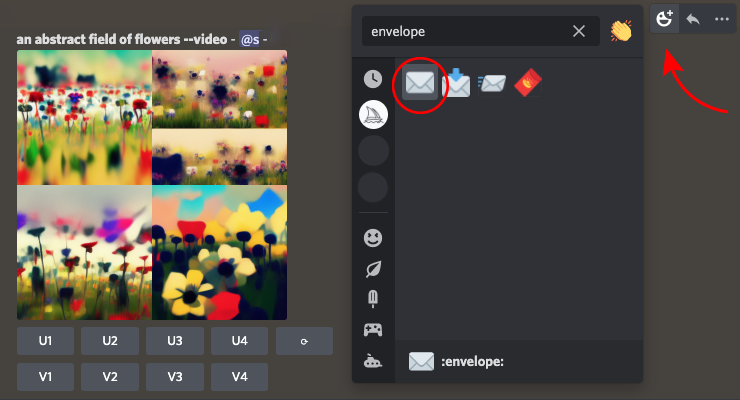 envelope
an abstract field of flowers --video - @s -
U1 U2 U3 U4
V1 V2 V3 V4
:envelope: